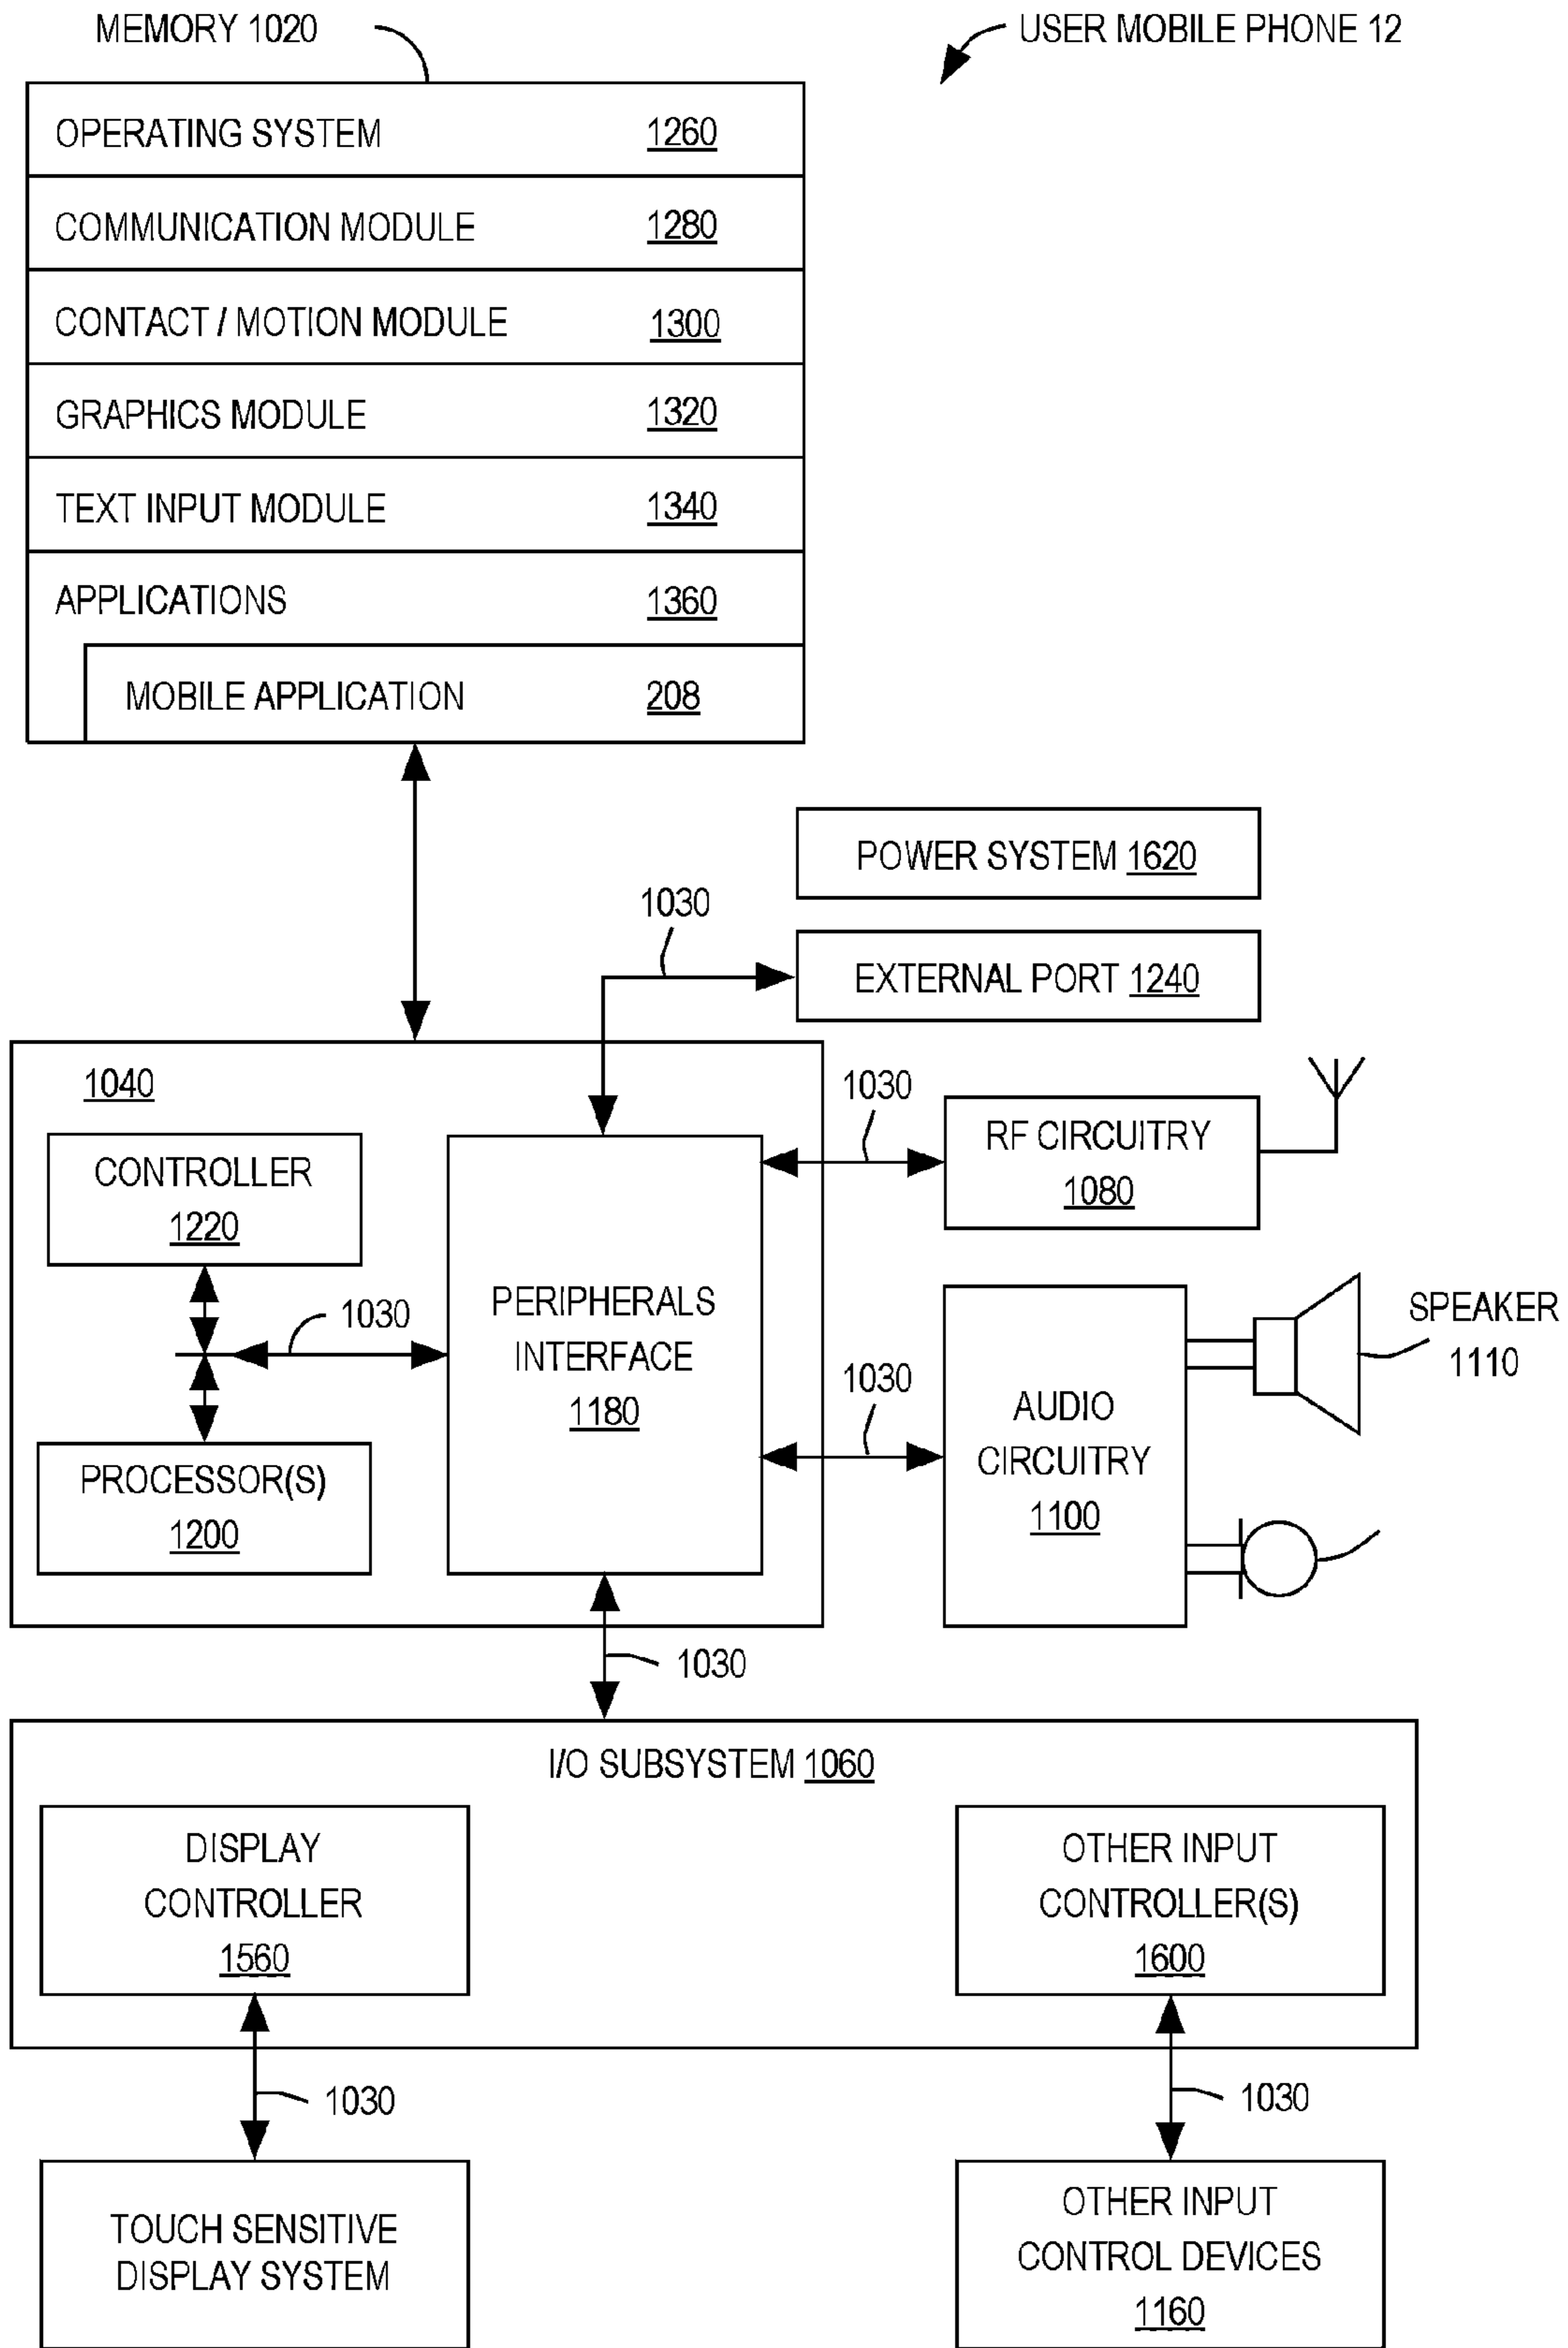 MEMORY 1020
USER MOBILE PHONE 12
OPERATING SYSTEM 1260
COMMUNICATION MODULE 1280
CONTACT / MOTION MODULE 1300
GRAPHICS MODULE 1320
TEXT INPUT MODULE 1340
APPLICATIONS 1360
MOBILE APPLICATION 208
POWER SYSTEM 1620
1030
EXTERNAL PORT 1240
1040
CONTROLLER
1220
1030
PROCESSOR(S)
1200
PERIPHERALS
INTERFACE
1180
1030
RF CIRCUITRY
1080
1030
AUDIO
CIRCUITRY
1100
SPEAKER
1110
1030
I/O SUBSYSTEM 1060
DISPLAY
CONTROLLER
1560
OTHER INPUT
CONTROLLER(S)
1600
1030
1030
TOUCH SENSITIVE
DISPLAY SYSTEM
OTHER INPUT
CONTROL DEVICES
1160